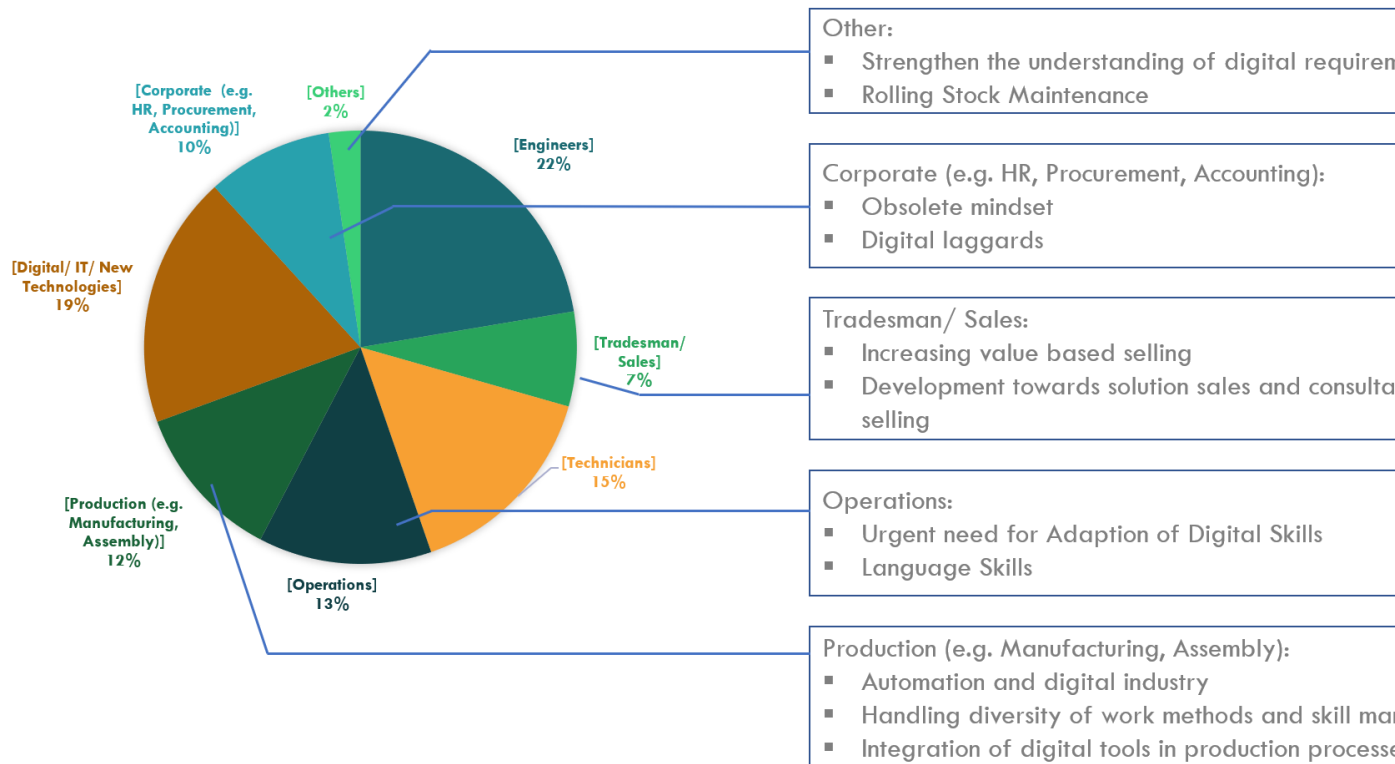 [Corporate (e.g.
HR, Procurement,
Accounting)]
10%
[Others]
2%
[Engineers]
22%
[Digital/ IT/ New
Technologies]
19%
[Tradesman/
Sales]
7%
[Technicians]
15%
[Production (e.g.
Manufacturing,
Assembly)]
12%
[Operations]
13%
Other:
▪ Strengthen the understanding of digital
▪ Rolling Stock Maintenance
Corporate (e.g. HR, Procurement, Accounting):
▪ Obsolete mindset
▪ Digital laggards
Tradesman/ Sales:
▪ Increasing value based selling
▪ Development towards solution sales and
selling
Operations:
▪ Urgent need for Adaption of Digital Skills
▪ Language Skills
Production (e.g. Manufacturing, Assembly):
▪ Automation and digital industry
▪ Handling diversity of work methods and skill
▪ Integration of digital tools in production